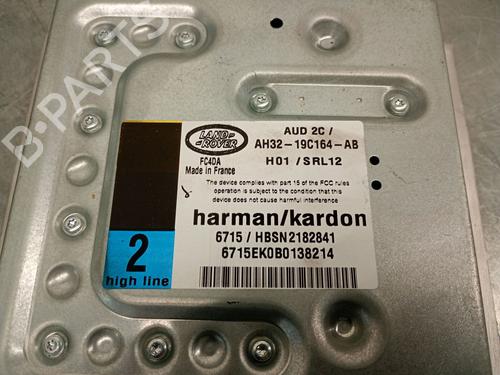 B-PARTS
LAND
ROVER
AUD 2C /
AH32-19C164-AB
H01 /SRL12
FC4DA
Made in France
The device complies with part 15 of the FCC rules
operation is subjected to the condition that this
device does not cause harmful interference
harman/kardon
6715 / HBSN2182841
6715EK0B0138214
2
high line